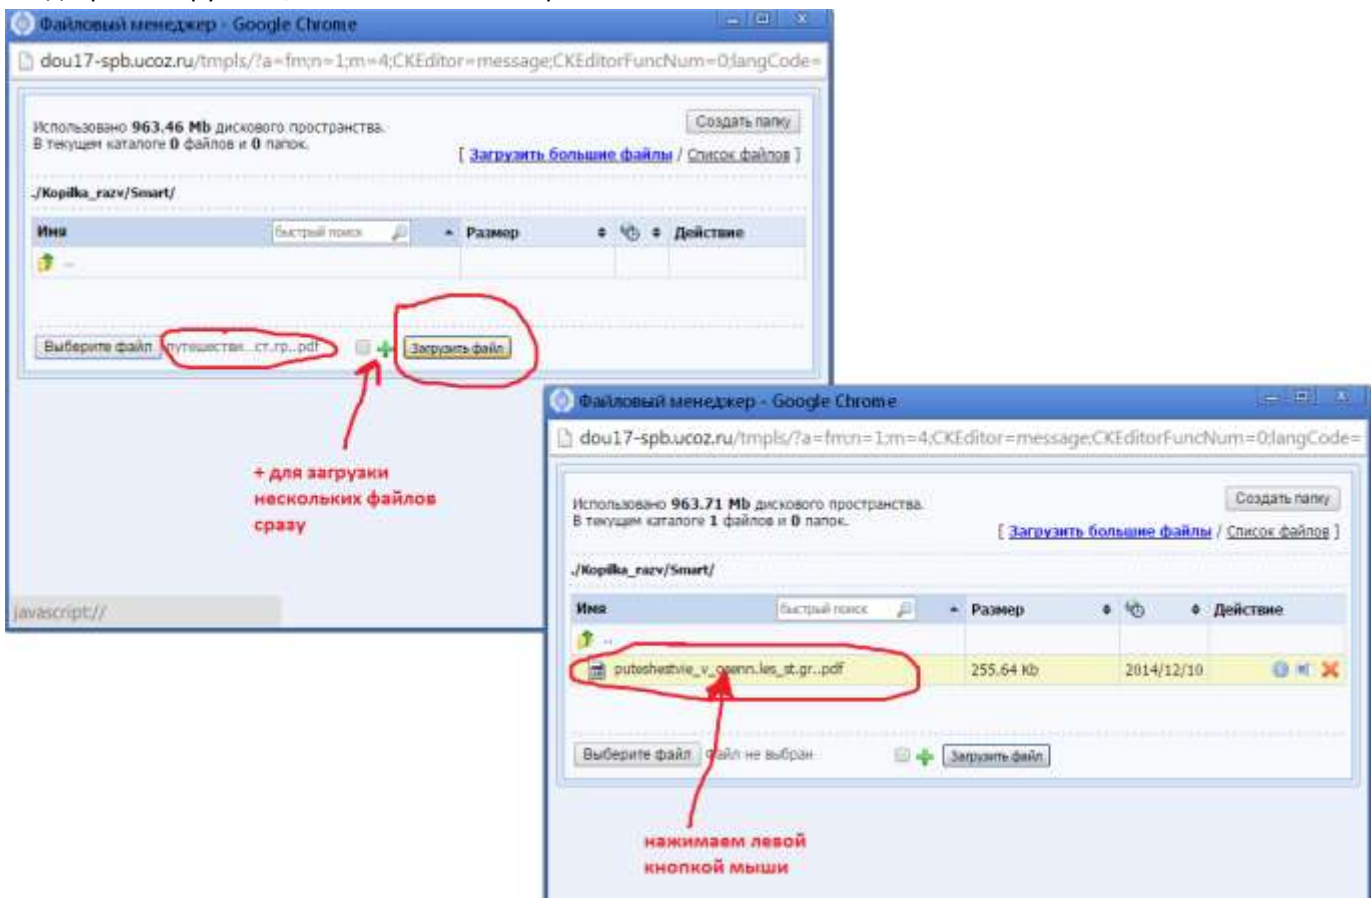 Файловый менеджер - Google Chrome
dou17-spb.ucoz.ru/tmpls/?a=fm;n=1;m=4;CKEditor=message;CKEditorFuncNum=0;langCode=
Использовано 963.46 Mb дискового пространства.
В текущем каталоге 0 файлов и 0 папок.
Создать папку
[ Загрузить большие файлы / Список файлов ]
./Kopilka_razv/Smart/
Имя быстрый поиск Размер Действие
..
Выберите файл путешестви...ст.гр..pdf Загрузить файл
+ для загрузки
нескольких файлов
сразу
javascript://
Файловый менеджер - Google Chrome
dou17-spb.ucoz.ru/tmpls/?a=fm;n=1;m=4;CKEditor=message;CKEditorFuncNum=0;langCode=
Использовано 963.71 Mb дискового пространства.
В текущем каталоге 1 файлов и 0 папок.
Создать папку
[ Загрузить большие файлы / Список файлов ]
./Kopilka_razv/Smart/
Имя быстрый поиск Размер Действие
..
puteshestvie_v_osenn.les_st.gr..pdf 255.64 Kb 2014/12/10
Выберите файл Файл не выбран Загрузить файл
нажимаем левой
кнопкой мыши